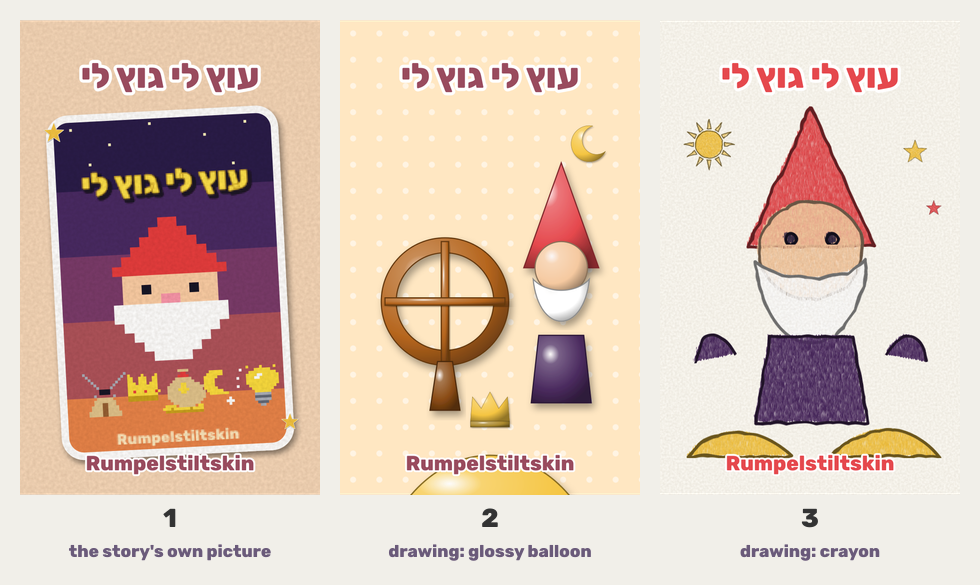 עוץ לי גוץ לי
עוץ לי גוץ לי
Rumpelstiltskin
Rumpelstiltskin
1
the story's own picture
עוץ לי גוץ לי
Rumpelstiltskin
2
drawing: glossy balloon
עוץ לי גוץ לי
Rumpelstiltskin
3
drawing: crayon